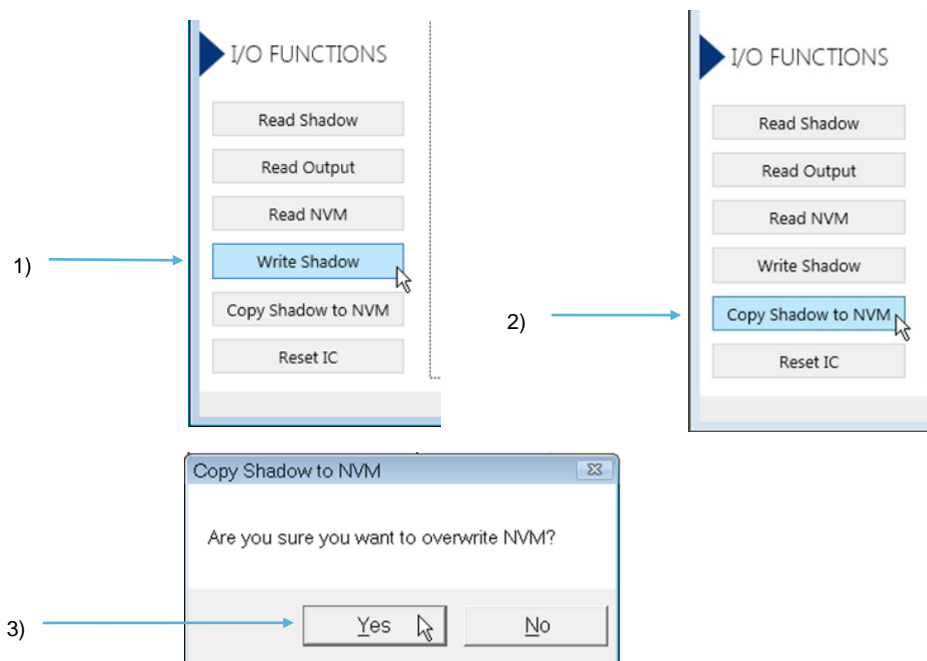 I/O FUNCTIONS
Read Shadow
Read Output
Read NVM
1)
Write Shadow
Copy Shadow to NVM
Reset IC
I/O FUNCTIONS
Read Shadow
Read Output
Read NVM
Write Shadow
2)
Copy Shadow to NVM
Reset IC
Copy Shadow to NVM
Are you sure you want to overwrite NVM?
3)
Yes
No